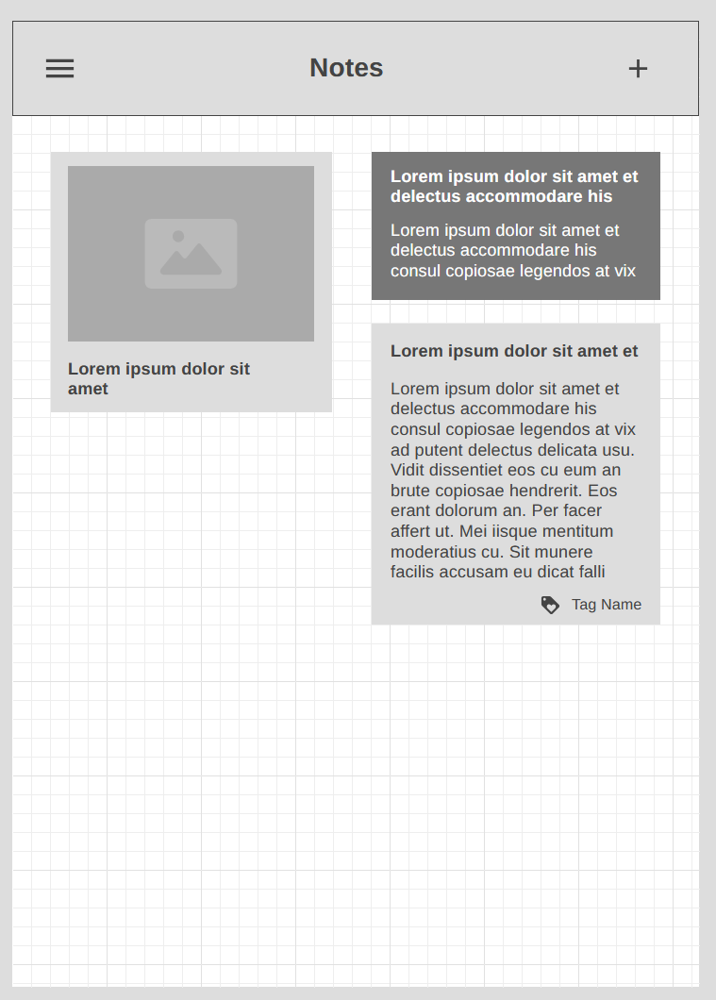 Notes
Lorem ipsum dolor sit
amet
Lorem ipsum dolor sit amet et
delectus accommodare his
Lorem ipsum dolor sit amet et
delectus accommodare his
consul copiosae legendos at vix
Lorem ipsum dolor sit amet et
Lorem ipsum dolor sit amet et
delectus accommodare his
consul copiosae legendos at vix
ad putent delectus delicata usu.
Vidit dissentiet eos cu eum an
brute copiosae hendrerit. Eos
erant dolorum an. Per facer
affert ut. Mei iisque mentitum
moderatius cu. Sit munere
facilis accusam eu dicat falli
Tag Name